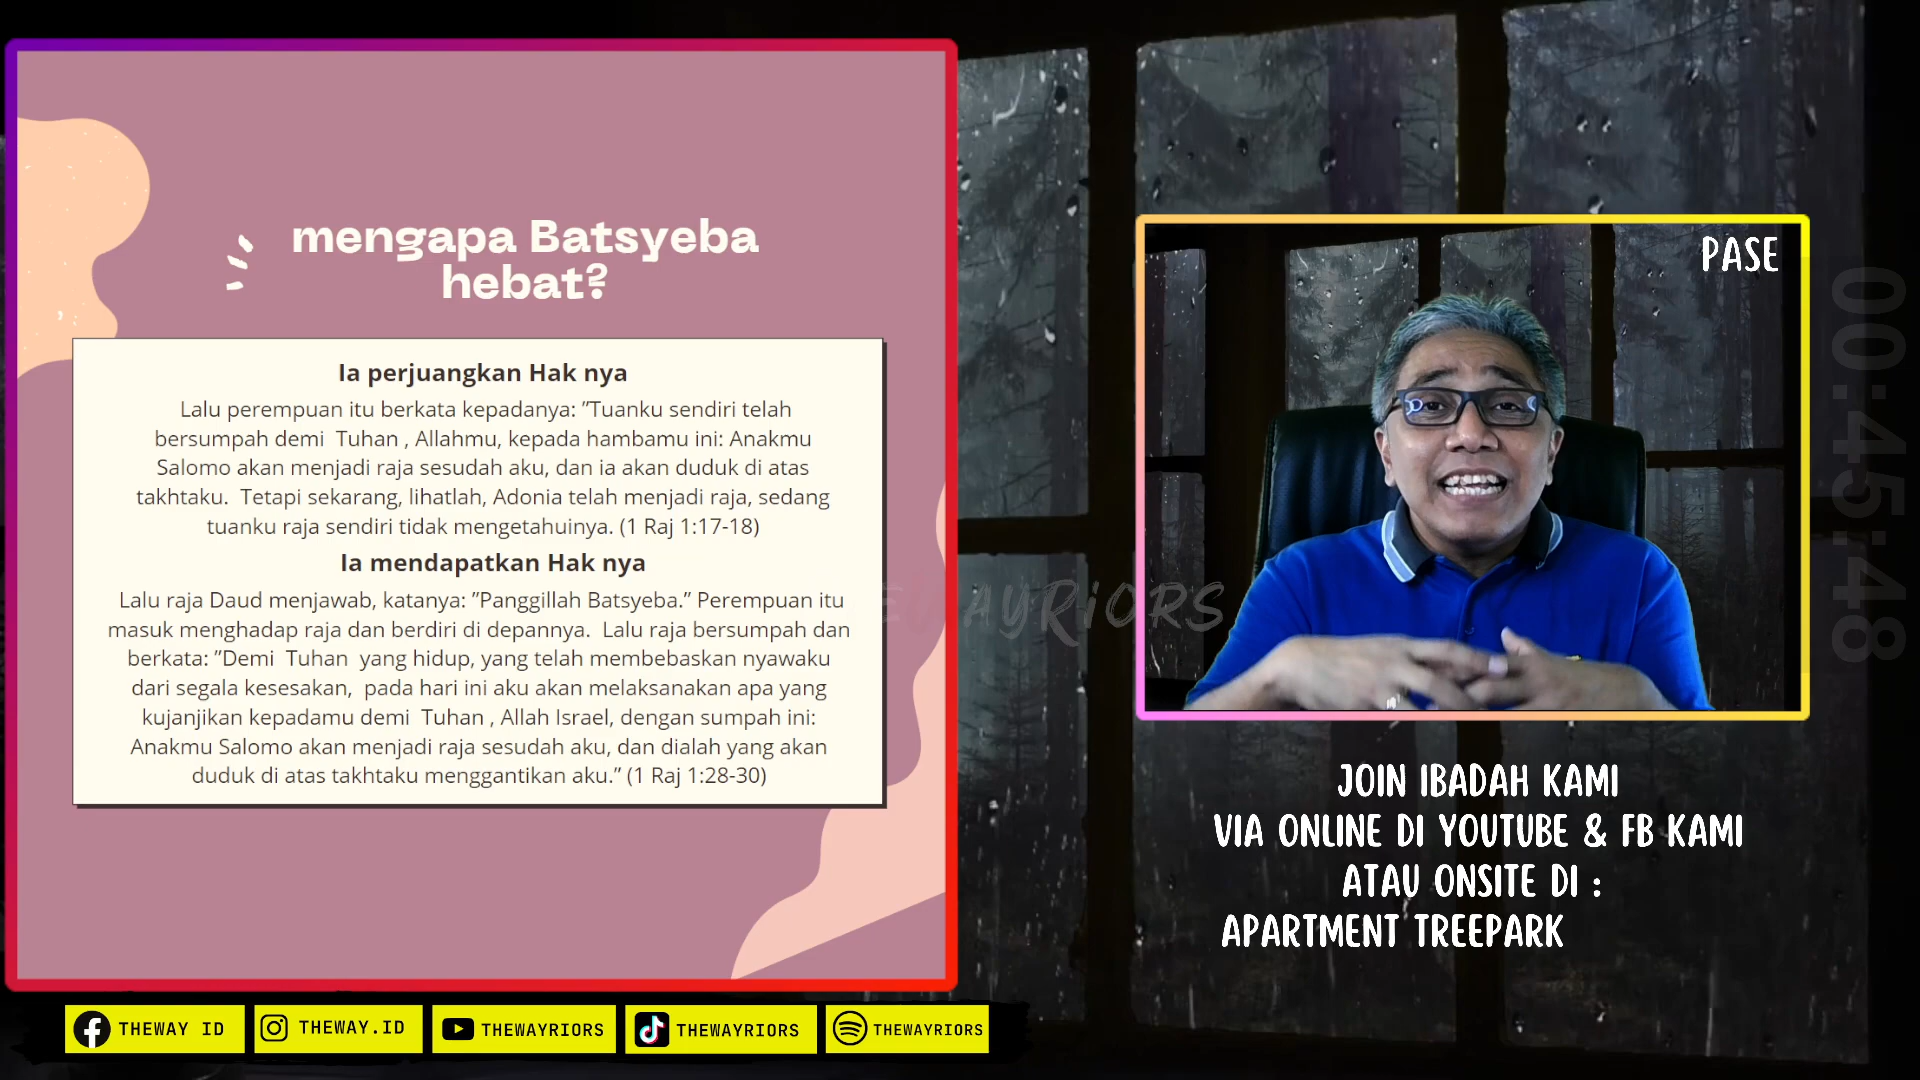 mengapa Batsyeba
hebat?
Ia perjuangkan Hak nya
Lalu perempuan itu berkata kepadanya: ”Tuanku sendiri telah
bersumpah demi Tuhan , Allahmu, kepada hambamu ini: Anakmu
Salomo akan menjadi raja sesudah aku, dan ia akan duduk di atas
takhtaku. Tetapi sekarang, lihatlah, Adonia telah menjadi raja, sedang
tuanku raja sendiri tidak mengetahuinya. (1 Raj 1:17-18)
Ia mendapatkan Hak nya
Lalu raja Daud menjawab, katanya: ”Panggillah Batsyeba.” Perempuan itu
masuk menghadap raja dan berdiri di depannya. Lalu raja bersumpah dan
berkata: ”Demi Tuhan yang hidup, yang telah membebaskan nyawaku
dari segala kesesakan, pada hari ini aku akan melaksanakan apa yang
kujanjikan kepadamu demi Tuhan , Allah Israel, dengan sumpah ini:
Anakmu Salomo akan menjadi raja sesudah aku, dan dialah yang akan
duduk di atas takhtaku menggantikan aku.” (1 Raj 1:28-30)
PASE
00:45:48
JOIN IBADAH KAMI
VIA ONLINE DI YOUTUBE & FB KAMI
ATAU ONSITE DI :
APARTMENT TREEPARK
THEWAY ID
THEWAY.ID
THEWAYRIORS
THEWAYRIORS
THEWAYRIORS